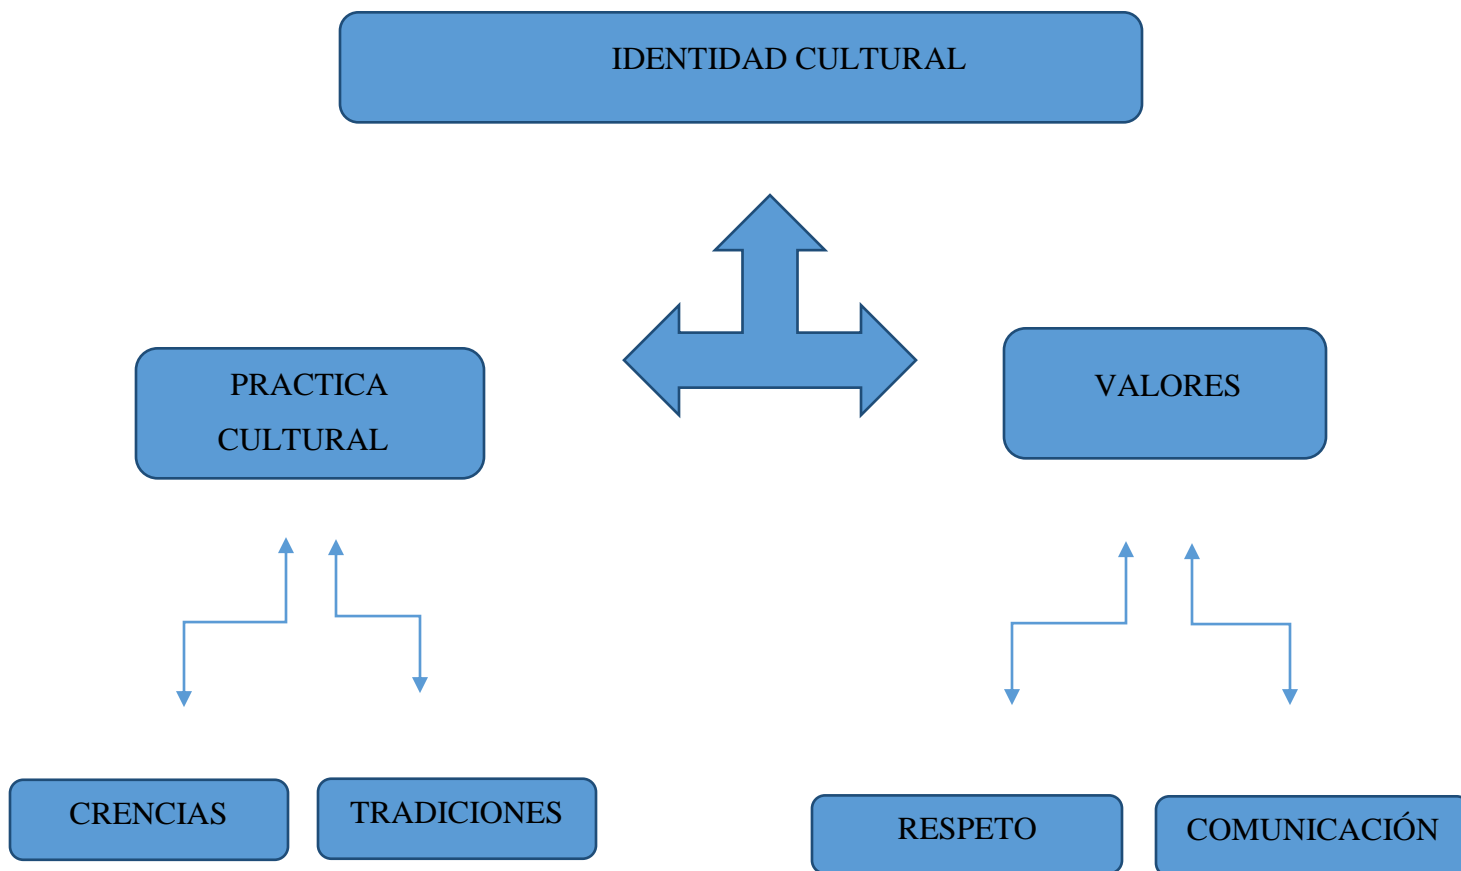 IDENTIDAD CULTURAL
PRACTICA
CULTURAL
VALORES
CRENCIAS
TRADICIONES
RESPETO
COMUNICACIÓN